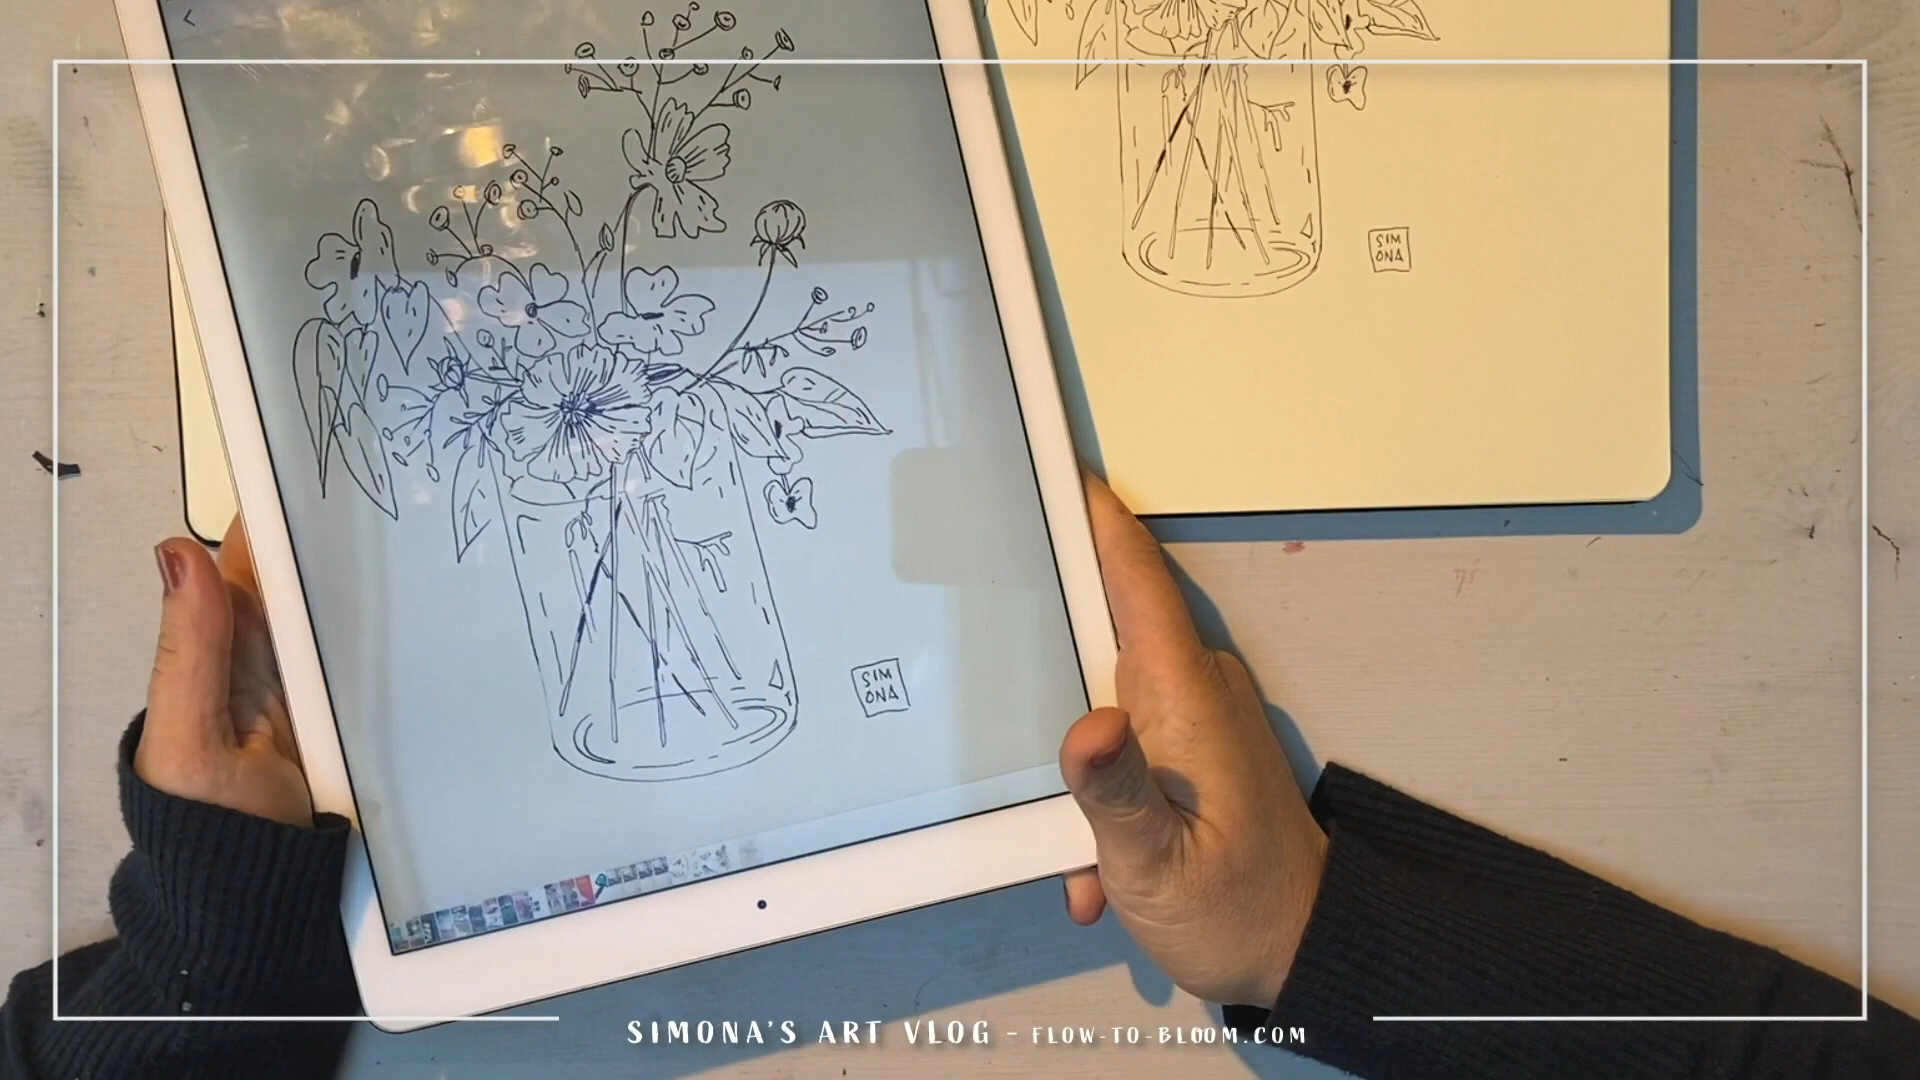 SIM
ONA
SIM
ONA
SIMONA'S ART VLOG - FLOW-TO-BLOOM.COM